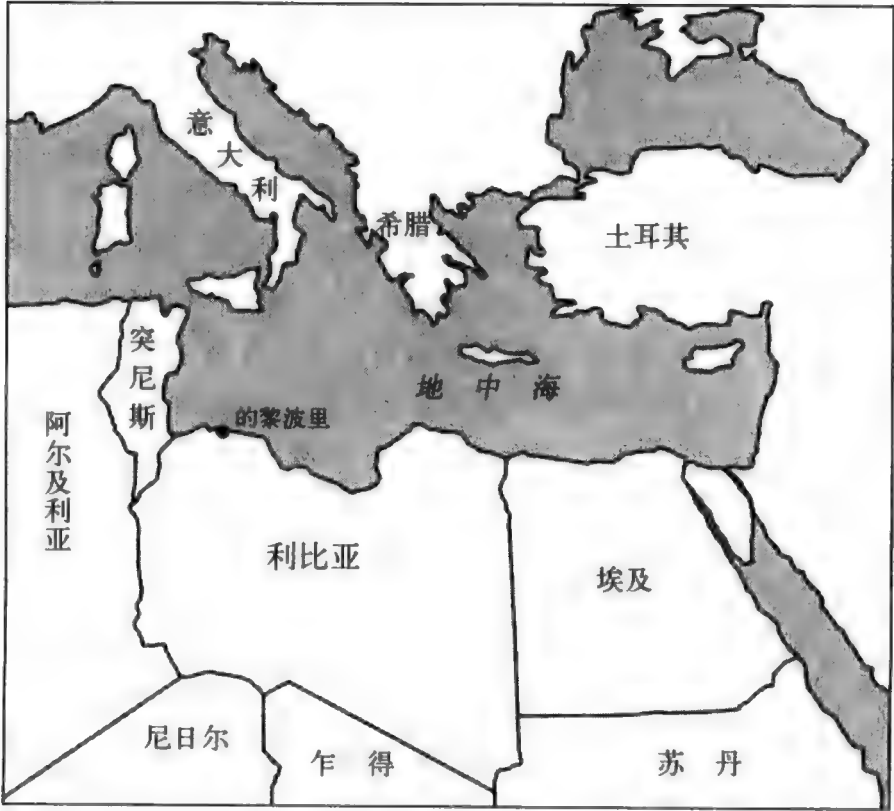 意大利
希腊
土耳其
突尼斯
地中海
的黎波里
阿尔及利亚
利比亚
埃及
尼日尔
乍得
苏丹